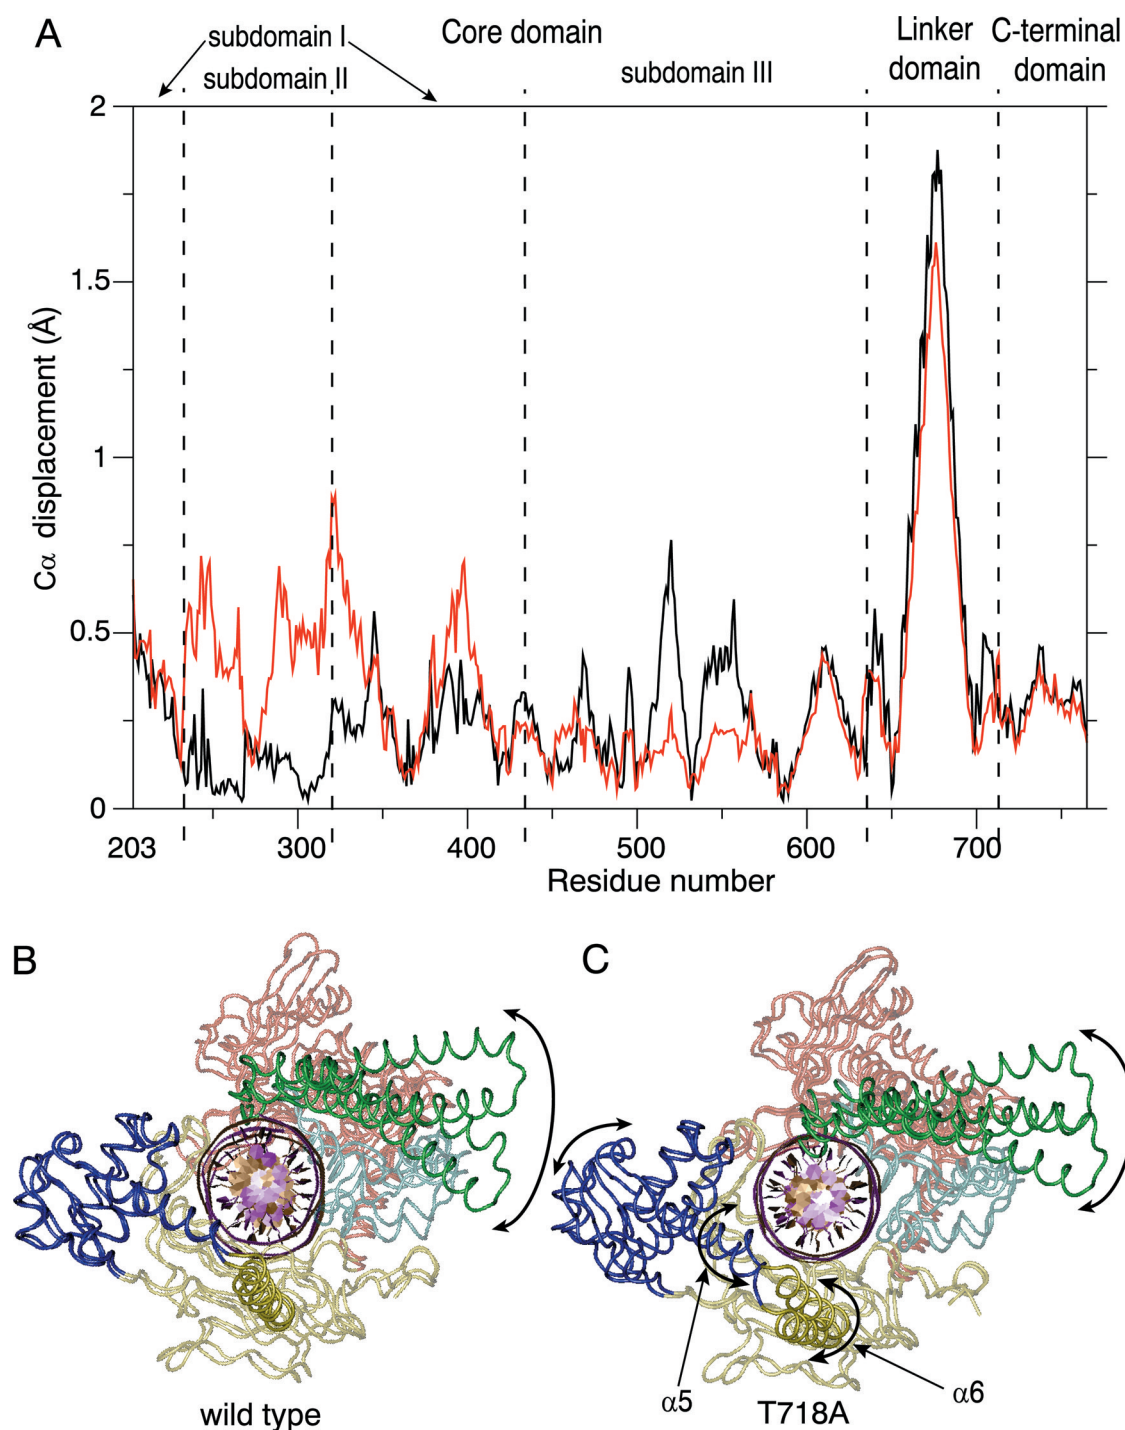 A
subdomain I
Core domain
Linker domain
C-terminal domain
subdomain II
subdomain III
2
1.5
1
0.5
0
Cα displacement (Å)
203
300
400
500
600
700
Residue number
B
C
α5
α6
wild type
T718A